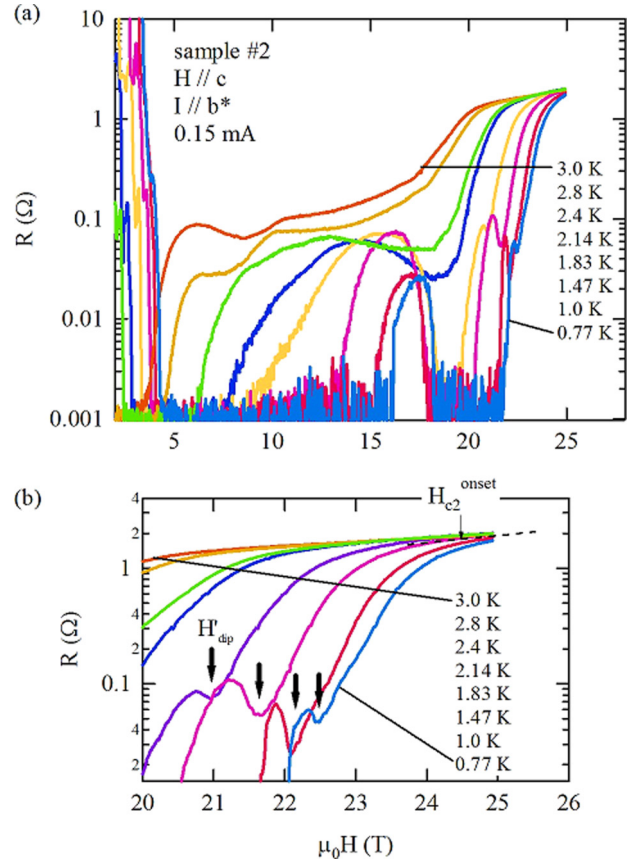 (a)
10
1
0.1
0.01
0.001
R (Ω)
sample #2
H // c
I // b*
0.15 mA
3.0 K
2.8 K
2.4 K
2.14 K
1.83 K
1.47 K
1.0 K
0.77 K
5 10 15 20 25
(b)
H_c2^onset
4
2
1
4
2
0.1
4
2
R (Ω)
H'_dip
3.0 K
2.8 K
2.4 K
2.14 K
1.83 K
1.47 K
1.0 K
0.77 K
20 21 22 23 24 25 26
μ₀H (T)